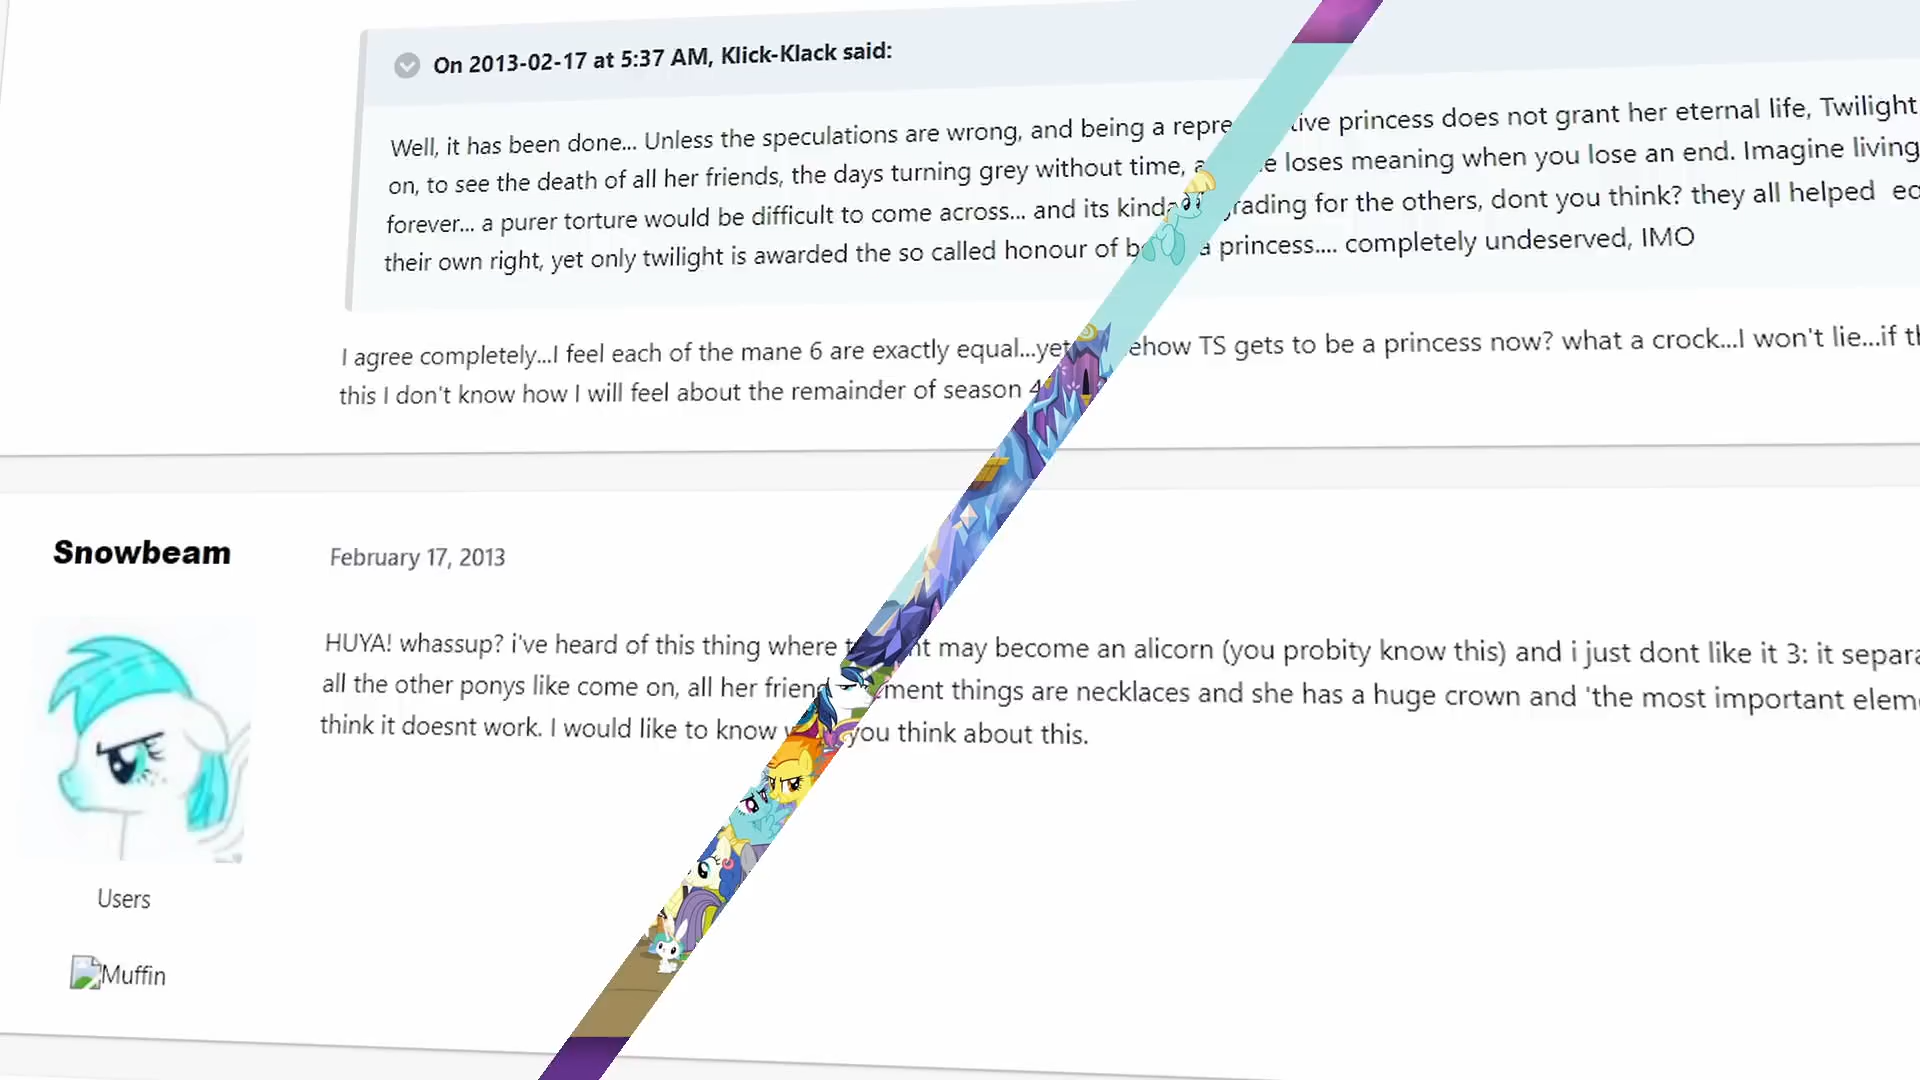 On 2013-02-17 at 5:37 AM, Klick-Klack said:
Well, it has been done... Unless the speculations are wrong, and being a repre tive princess does not grant her eternal life, Twilight
on, to see the death of all her friends, the days turning grey without time, a e loses meaning when you lose an end. Imagine living
forever... a purer torture would be difficult to come across... and its kinda grading for the others, dont you think? they all helped
their own right, yet only twilight is awarded the so called honour of b a princess.... completely undeserved, IMO
I agree completely...I feel each of the mane 6 are exactly equal...yet ehow TS gets to be a princess now? what a crock...I won't lie...if th
this I don't know how I will feel about the remainder of season 4
Snowbeam
February 17, 2013
HUYA! whassup? i've heard of this thing where t t may become an alicorn (you probity know this) and i just dont like it 3: it separa
all the other ponys like come on, all her friend ment things are necklaces and she has a huge crown and 'the most important elem
think it doesnt work. I would like to know w you think about this.
Users
Muffin